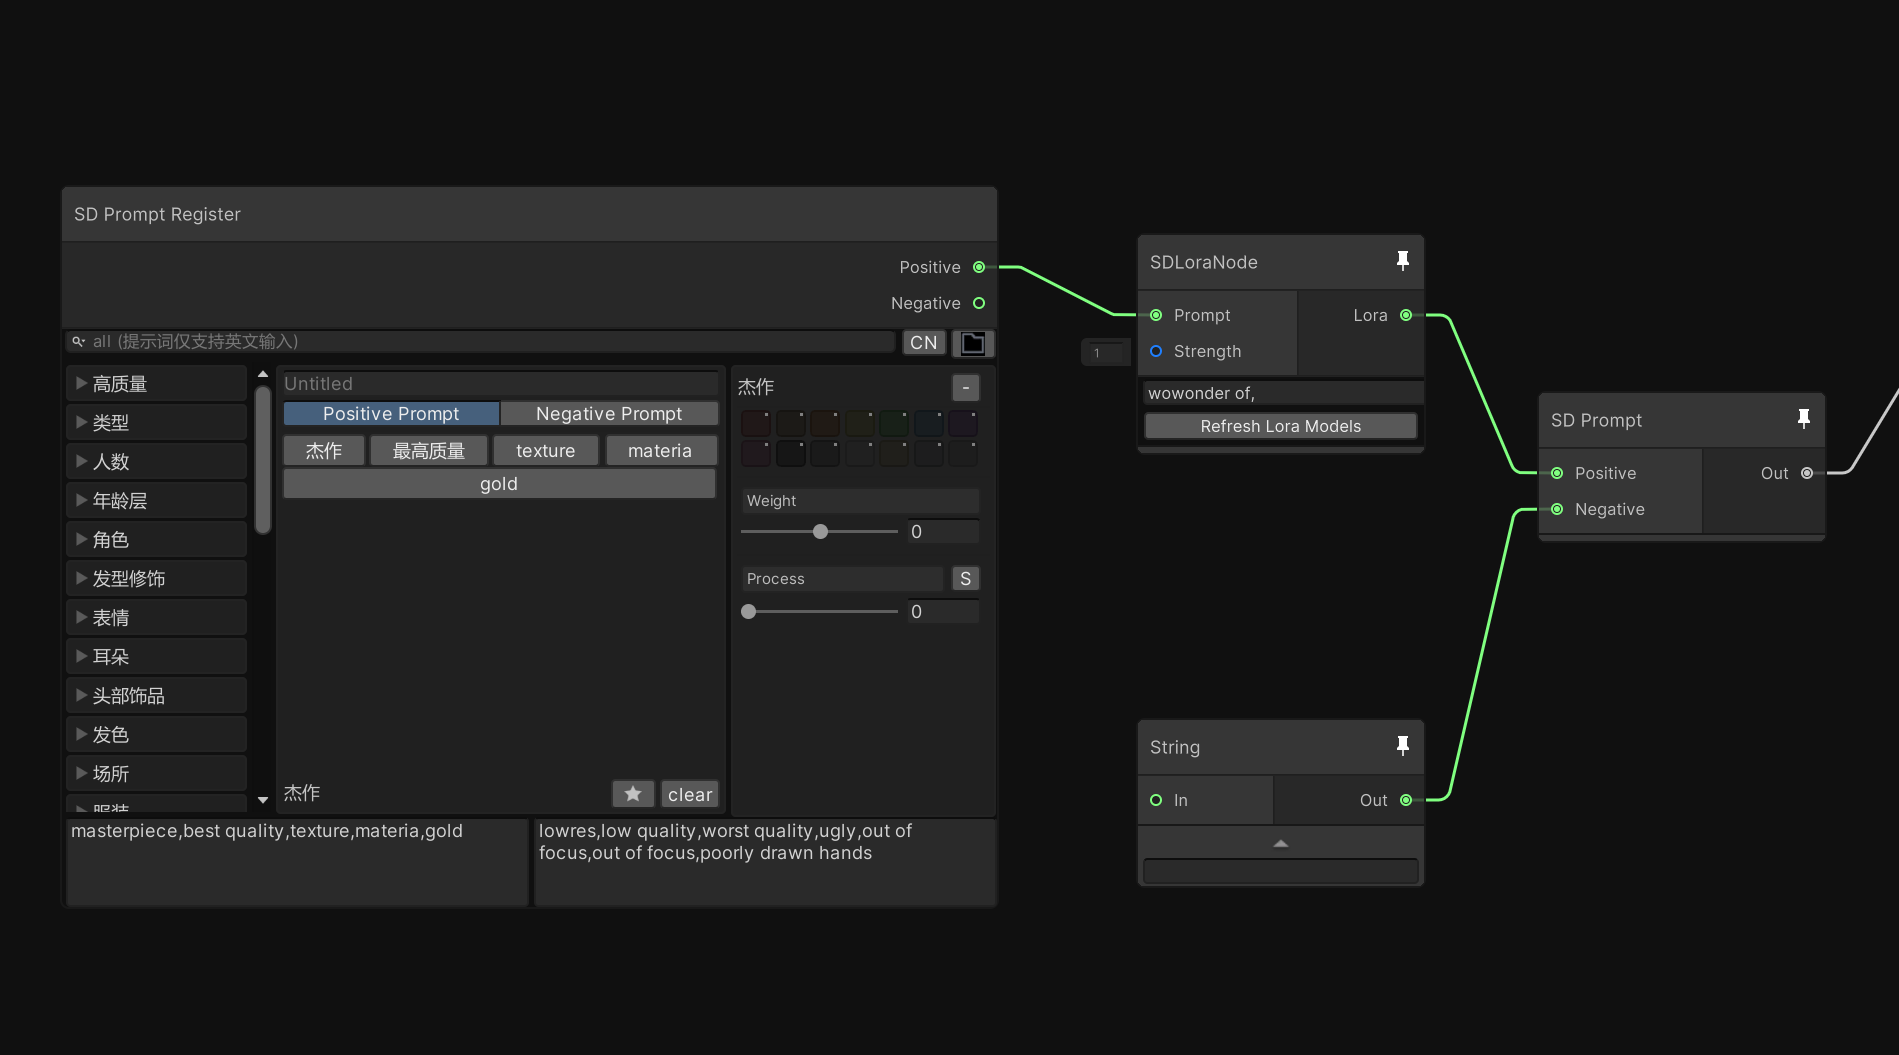 SD Prompt Register
Positive
Negative
all (提示词仅支持英文输入)
CN
高质量
类型
人数
年龄层
角色
发型修饰
表情
耳朵
头部饰品
发色
场所
服装
Untitled
Positive Prompt
Negative Prompt
杰作
最高质量
texture
materia
gold
杰作
clear
杰作
-
Weight
0
Process
S
0
masterpiece,best quality,texture,materia,gold
lowres,low quality,worst quality,ugly,out of
focus,out of focus,poorly drawn hands
SDLoraNode
Prompt
Lora
1
Strength
wowonder of,
Refresh Lora Models
SD Prompt
Positive
Out
Negative
String
In
Out